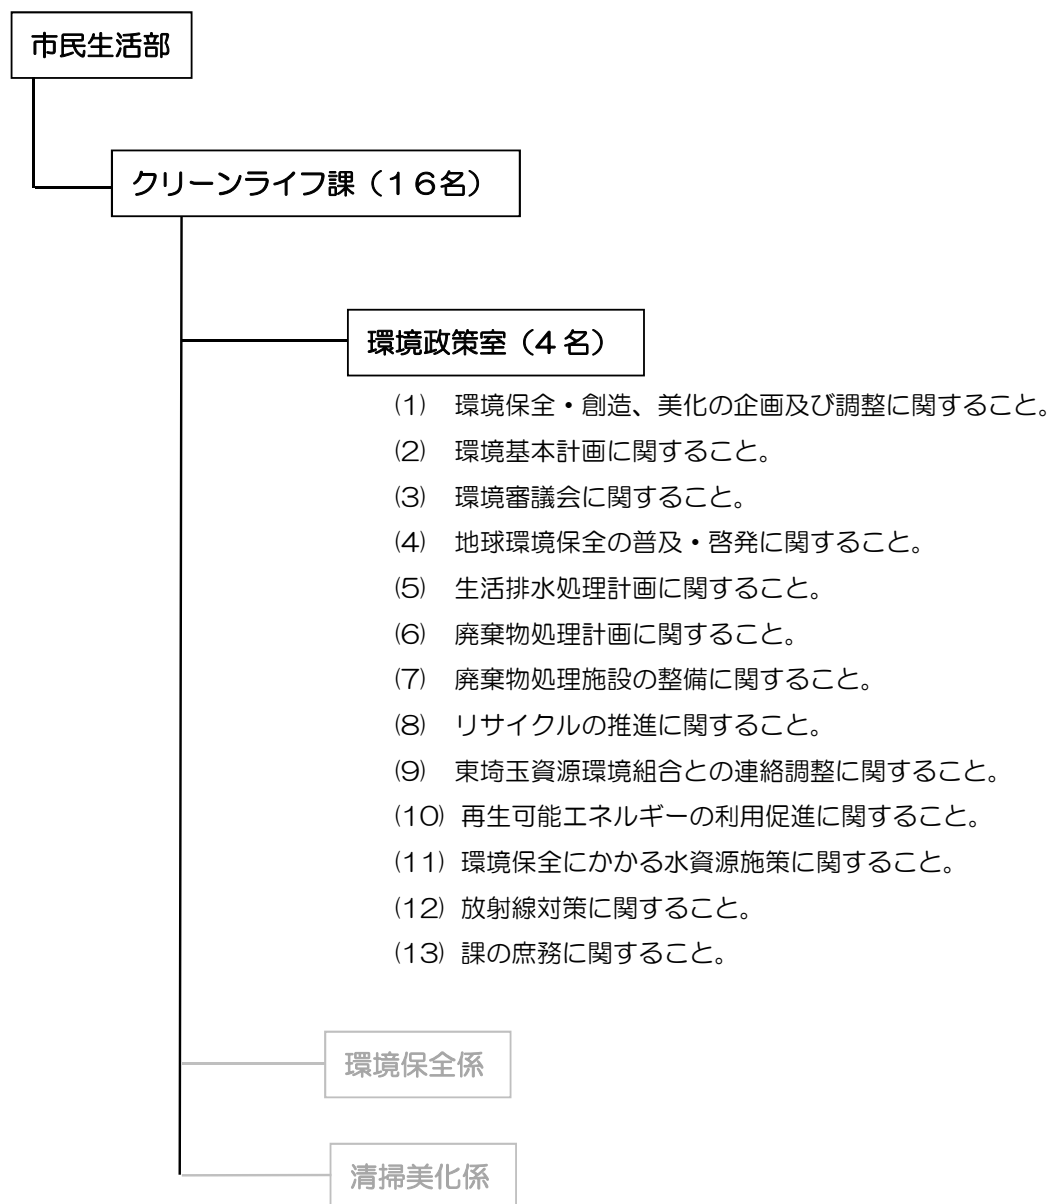 市民生活部
クリーンライフ課（１６名）
環境政策室（４名）
(1)　環境保全・創造、美化の企画及び調整に関すること。
(2)　環境基本計画に関すること。
(3)　環境審議会に関すること。
(4)　地球環境保全の普及・啓発に関すること。
(5)　生活排水処理計画に関すること。
(6)　廃棄物処理計画に関すること。
(7)　廃棄物処理施設の整備に関すること。
(8)　リサイクルの推進に関すること。
(9)　東埼玉資源環境組合との連絡調整に関すること。
(10) 再生可能エネルギーの利用促進に関すること。
(11) 環境保全にかかる水資源施策に関すること。
(12) 放射線対策に関すること。
(13) 課の庶務に関すること。
環境保全係
清掃美化係